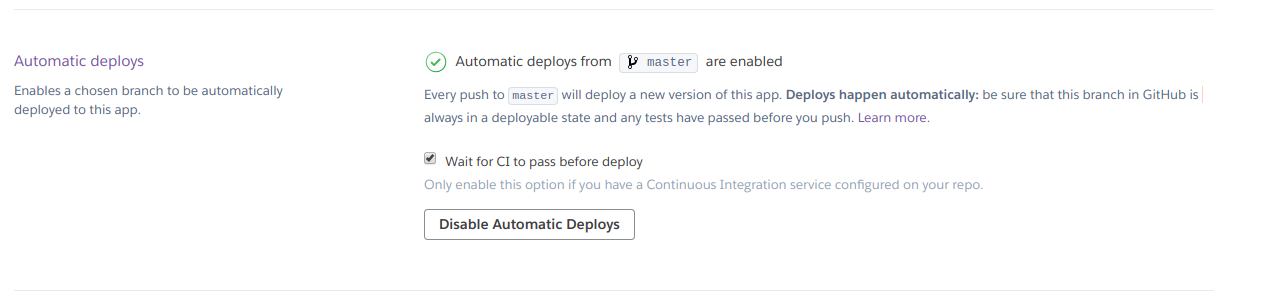 Automatic deploys
Enables a chosen branch to be automatically
deployed to this app.
Automatic deploys from master are enabled
Every push to master will deploy a new version of this app. Deploys happen automatically: be sure that this branch in GitHub is
always in a deployable state and any tests have passed before you push. Learn more.
Wait for CI to pass before deploy
Only enable this option if you have a Continuous Integration service configured on your repo.
Disable Automatic Deploys